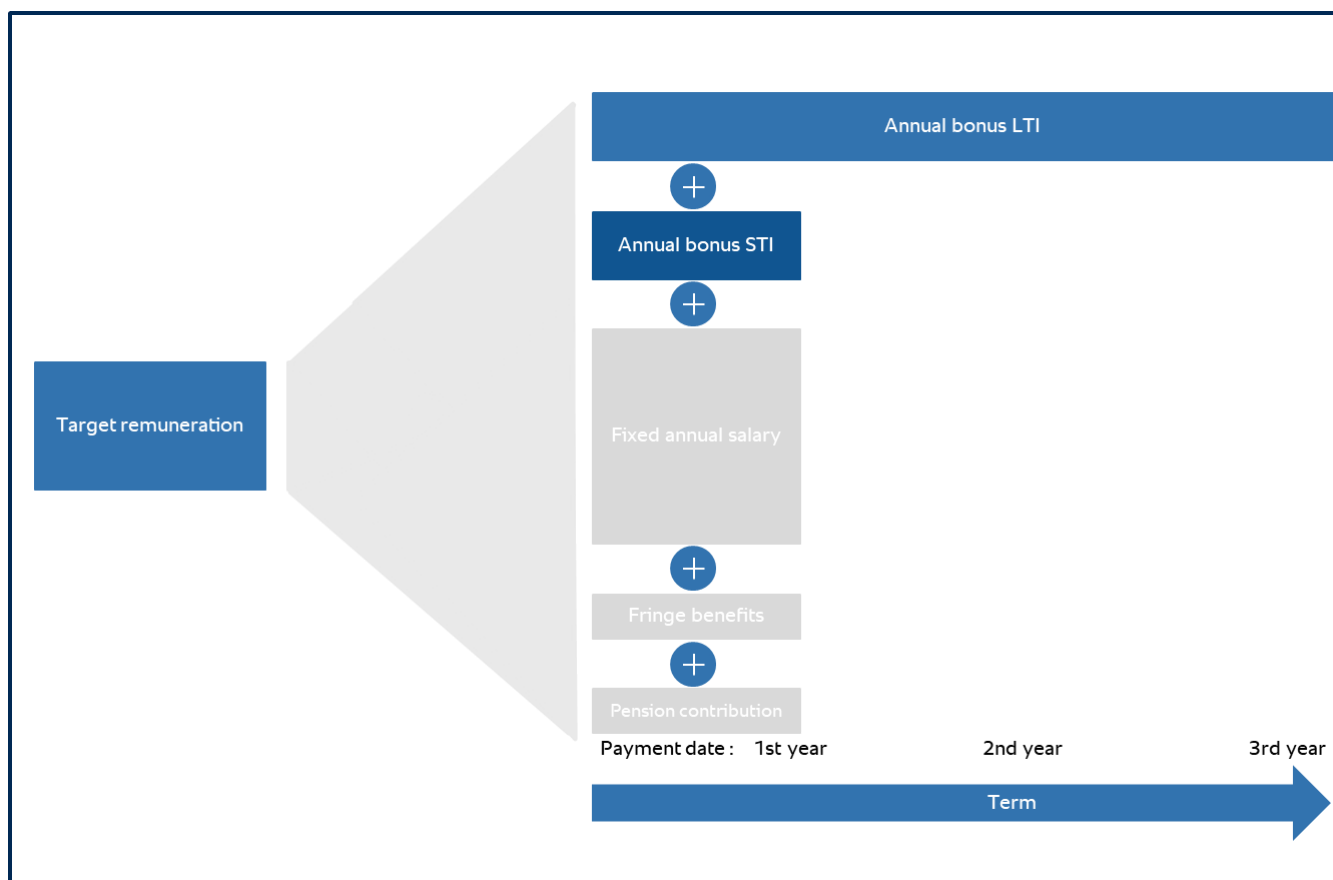 Annual bonus LTI
Annual bonus STI
Target remuneration
Fixed annual salary
Fringe benefits
Pension contribution
Payment date : 1st year 2nd year 3rd year
Term